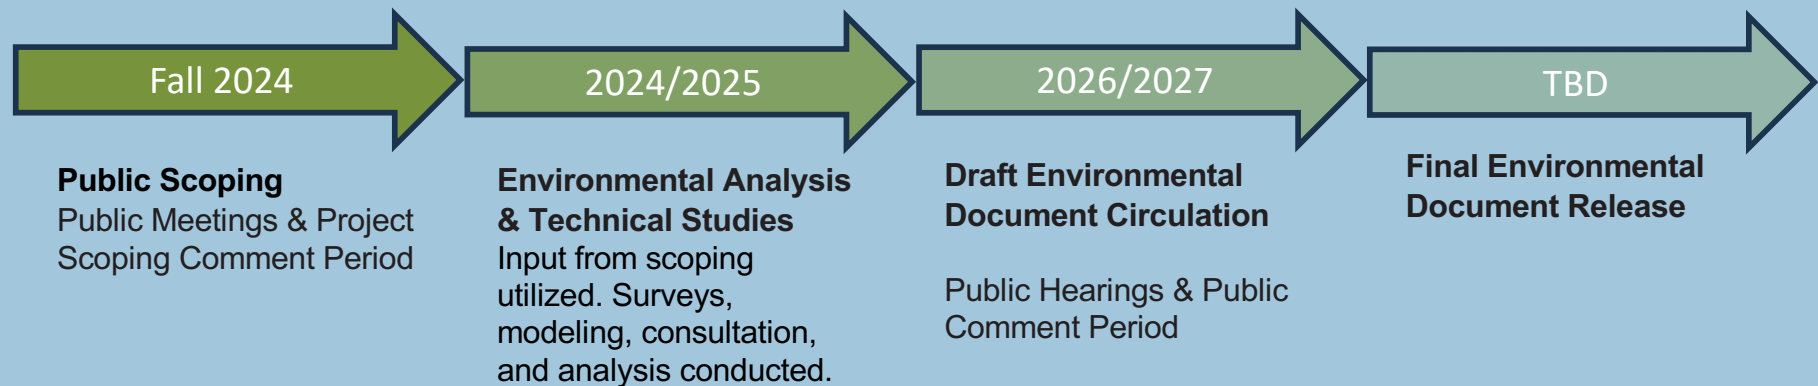 Fall 2024
2024/2025
2026/2027
TBD
Public Scoping
Public Meetings & Project
Scoping Comment Period
Environmental Analysis
& Technical Studies
Input from scoping
utilized. Surveys,
modeling, consultation,
and analysis conducted.
Draft Environmental
Document Circulation
Public Hearings & Public
Comment Period
Final Environmental
Document Release